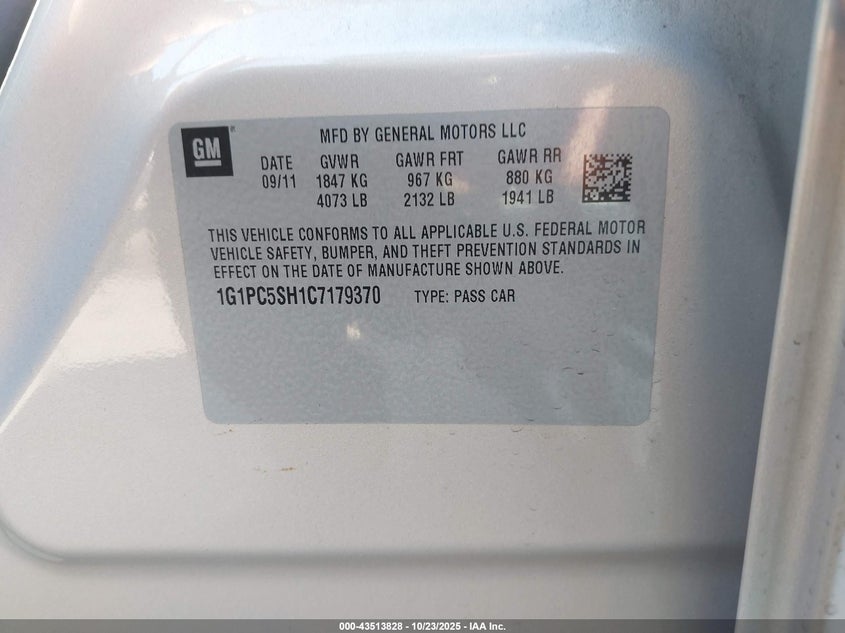 GM
MFD BY GENERAL MOTORS LLC
DATE GVWR GAWR FRT GAWR RR
09/11 1847 KG 967 KG 880 KG
4073 LB 2132 LB 1941 LB
THIS VEHICLE CONFORMS TO ALL APPLICABLE U.S. FEDERAL MOTOR
VEHICLE SAFETY, BUMPER, AND THEFT PREVENTION STANDARDS IN
EFFECT ON THE DATE OF MANUFACTURE SHOWN ABOVE.
1G1PC5SH1C7179370 TYPE: PASS CAR
000-43513828 - 10/23/2025 - IAA Inc.